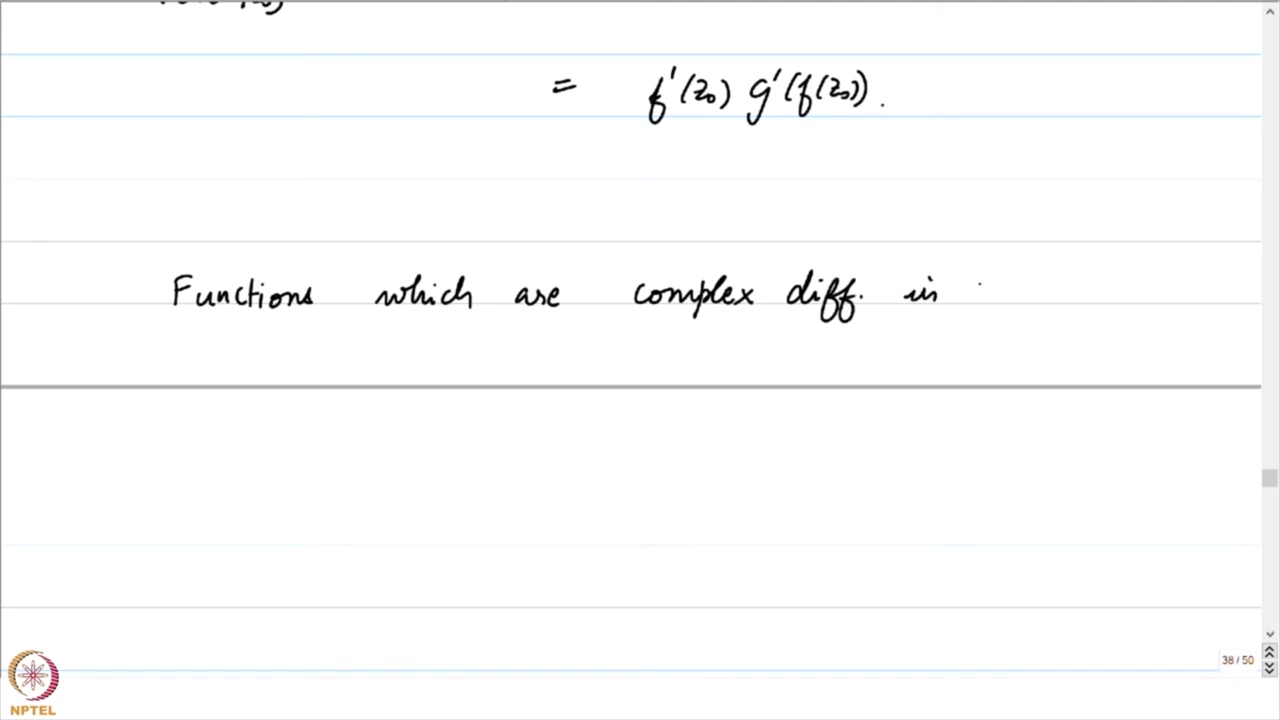 = f'(z₀) g'(f(z₀)).
Functions which are complex diff. in
38 / 50
NPTEL